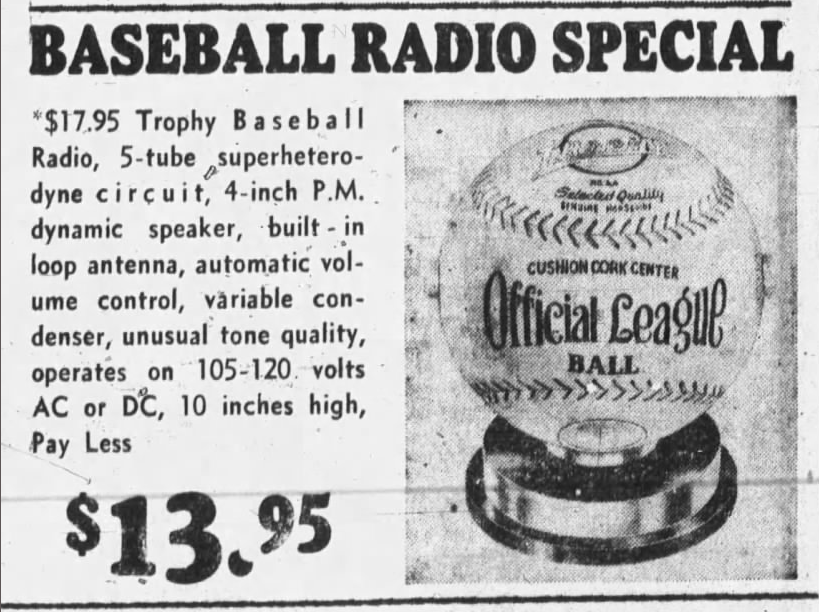 BASEBALL RADIO SPECIAL
*$17.95 Trophy Baseball
Radio, 5-tube superhetero-
dyne circuit, 4-inch P.M.
dynamic speaker, built-in
loop antenna, automatic vol-
ume control, variable con-
denser, unusual tone quality,
operates on 105-120 volts
AC or DC, 10 inches high,
Pay Less
$13.95
Selected Quality
GENUINE HORSEHIDE
CUSHION CORK CENTER
Official League
BALL